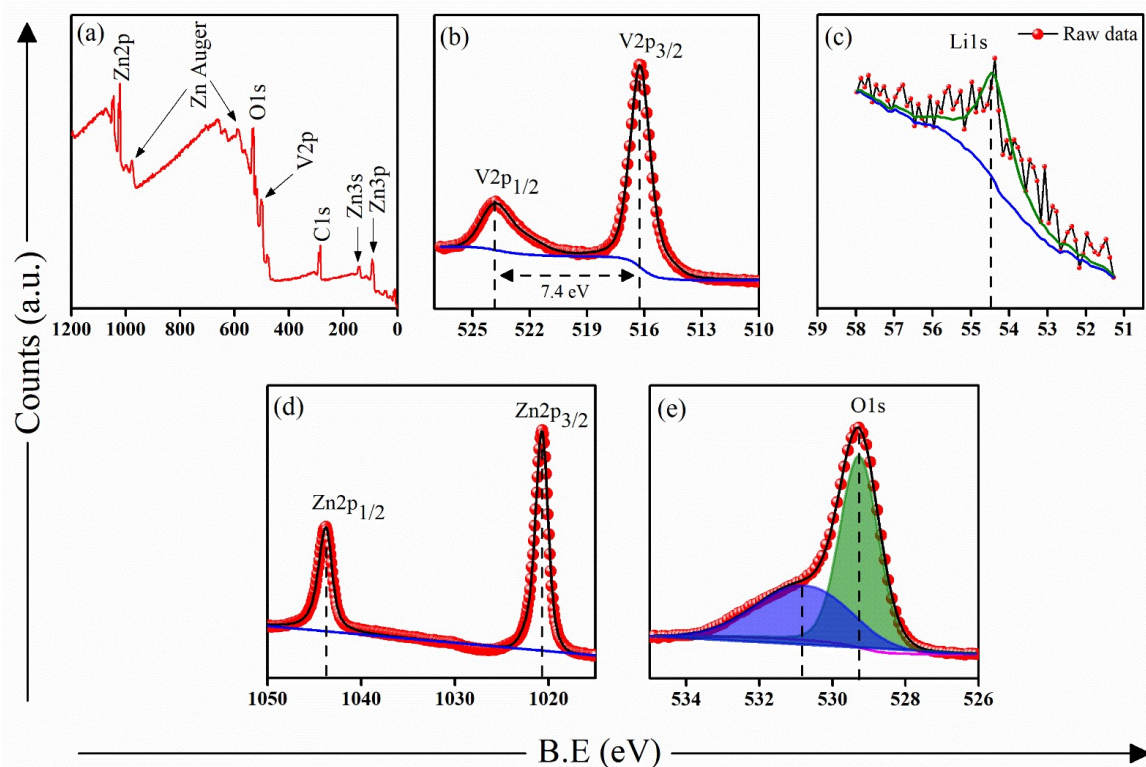 Counts (a.u.)
(a)
Zn2p
Zn Auger
O1s
V2p
C1s
Zn3s
Zn3p
1200 1000 800 600 400 200 0
(b)
V2p3/2
V2p1/2
7.4 eV
525 522 519 516 513 510
(c)
Li1s
Raw data
59 58 57 56 55 54 53 52 51
(d)
Zn2p3/2
Zn2p1/2
1050 1040 1030 1020
(e)
O1s
534 532 530 528 526
B.E (eV)